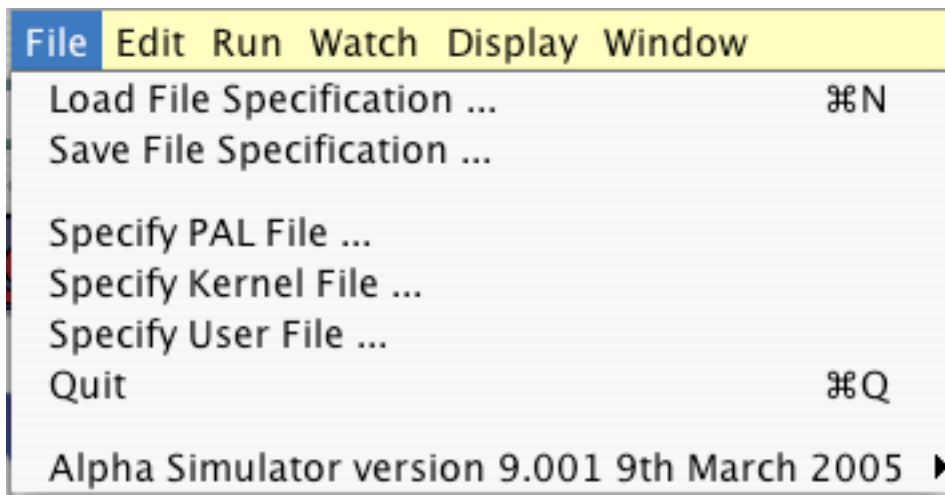 File Edit Run Watch Display Window
Load File Specification ... ⌘N
Save File Specification ...
Specify PAL File ...
Specify Kernel File ...
Specify User File ...
Quit ⌘Q
Alpha Simulator version 9.001 9th March 2005